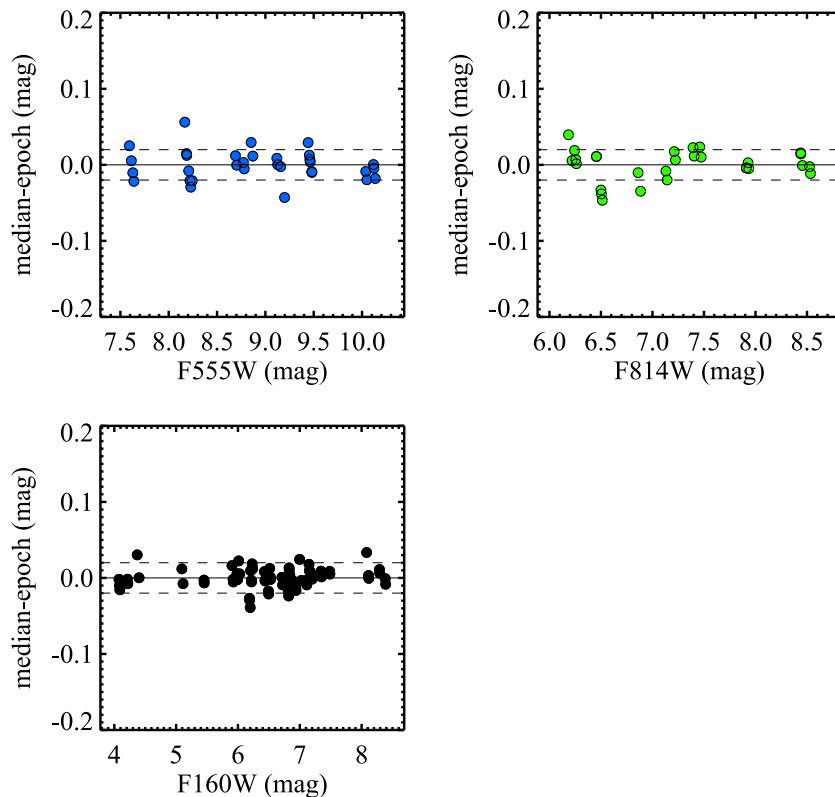 0.2
0.1
0.0
-0.1
-0.2
median-epoch (mag)
7.5 8.0 8.5 9.0 9.5 10.0
F555W (mag)
0.2
0.1
0.0
-0.1
-0.2
median-epoch (mag)
6.0 6.5 7.0 7.5 8.0 8.5
F814W (mag)
0.2
0.1
0.0
-0.1
-0.2
median-epoch (mag)
4 5 6 7 8
F160W (mag)